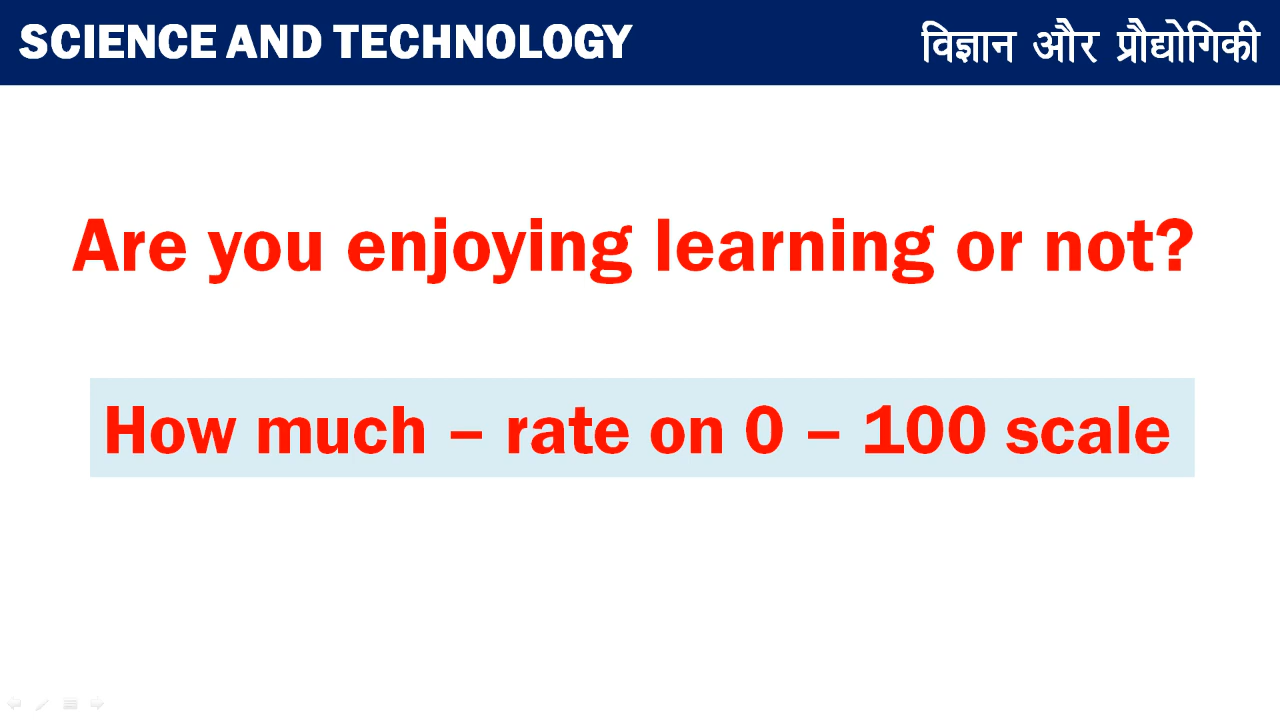 SCIENCE AND TECHNOLOGY विज्ञान और प्रौद्योगिकी
Are you enjoying learning or not?
How much – rate on 0 – 100 scale